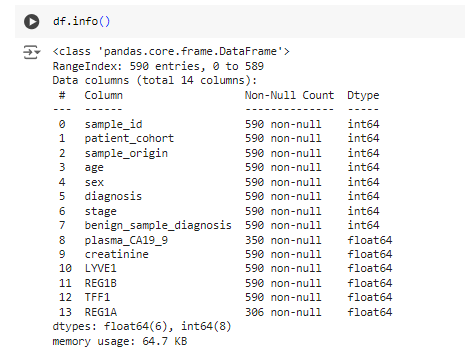 df.info()
<class 'pandas.core.frame.DataFrame'>
RangeIndex: 590 entries, 0 to 589
Data columns (total 14 columns):
 #   Column                   Non-Null Count  Dtype
---  ------                   --------------  -----
 0   sample_id                590 non-null    int64
 1   patient_cohort           590 non-null    int64
 2   sample_origin            590 non-null    int64
 3   age                      590 non-null    int64
 4   sex                      590 non-null    int64
 5   diagnosis                590 non-null    int64
 6   stage                    590 non-null    int64
 7   benign_sample_diagnosis  590 non-null    int64
 8   plasma_CA19_9            350 non-null    float64
 9   creatinine               590 non-null    float64
 10  LYVE1                    590 non-null    float64
 11  REG1B                    590 non-null    float64
 12  TFF1                     590 non-null    float64
 13  REG1A                    306 non-null    float64
dtypes: float64(6), int64(8)
memory usage: 64.7 KB